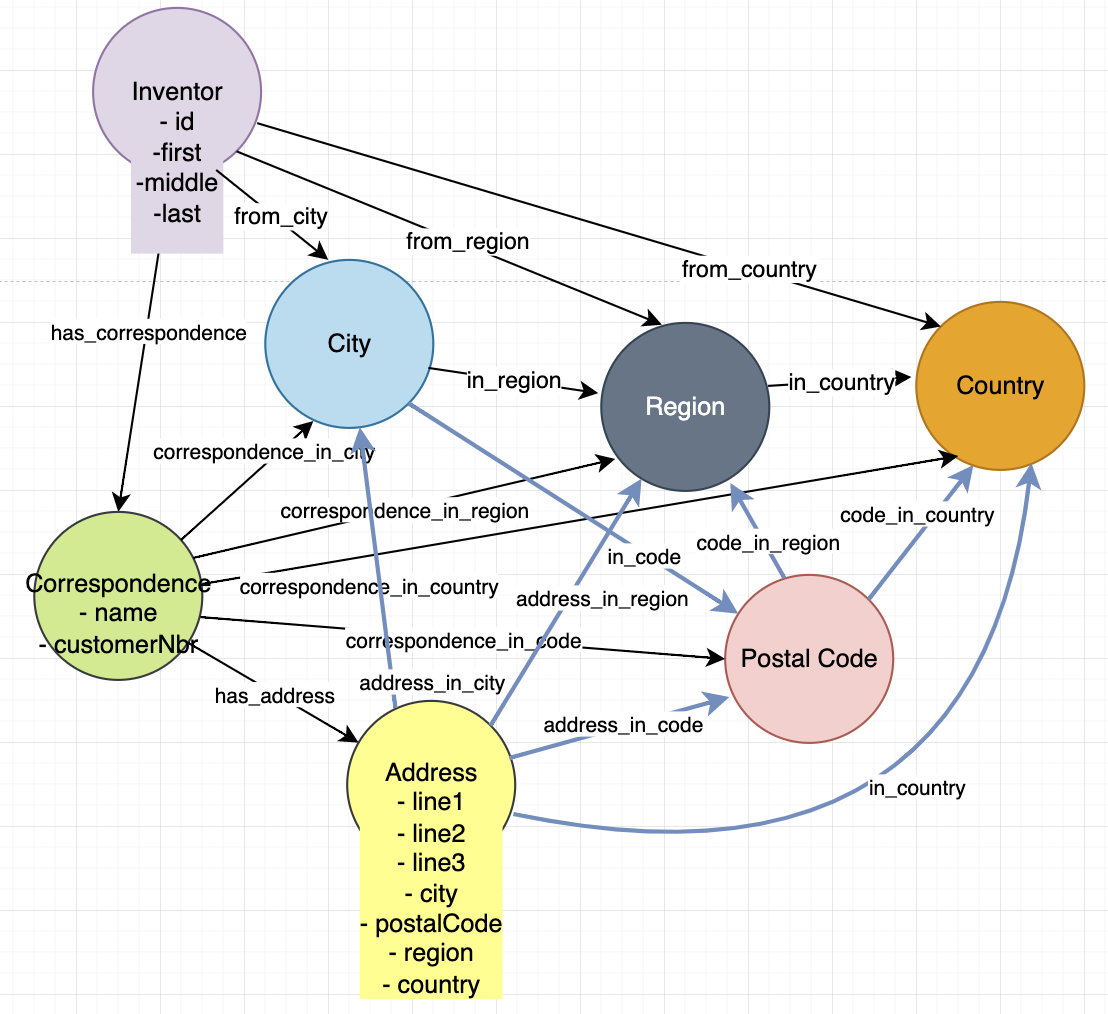 Inventor
- id
-first
-middle
-last
from_city
from_region
from_country
has_correspondence
City
in_region
Region
in_country
Country
correspondence_in_city
correspondence_in_region
code_in_country
in_code
code_in_region
Correspondence
- name
- customerNbr
correspondence_in_country
address_in_region
correspondence_in_code
Postal Code
address_in_city
has_address
address_in_code
Address
- line1
- line2
- line3
- city
- postalCode
- region
- country
in_country